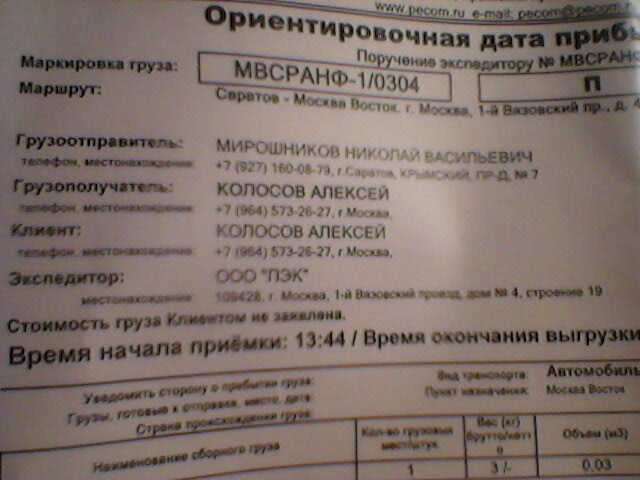 www.pecom.ru e-mail: pecom@pecom.r
Ориентировочная дата прибы
Поручение экспедитору № МВСРАНФ
Маркировка груза: МВСРАНФ-1/0304 П
Маршрут: Саратов - Москва Восток. г. Москва, 1-й Вязовский пр., д. 4
Грузоотправитель: МИРОШНИКОВ НИКОЛАЙ ВАСИЛЬЕВИЧ
телефон, местонахождение: +7 (927) 160-08-79, г.Саратов, КРЫМСКИЙ, ПР-Д, № 7
Грузополучатель: КОЛОСОВ АЛЕКСЕЙ
телефон, местонахождение: +7 (964) 573-26-27, г.Москва,
Клиент: КОЛОСОВ АЛЕКСЕЙ
телефон, местонахождение: +7 (964) 573-26-27, г.Москва,
Экспедитор: ООО "ПЭК"
местонахождение: 109428, г. Москва, 1-й Вязовский проезд, дом № 4, строение 19
Стоимость груза Клиентом не заявлена.
Время начала приёмки: 13:44 / Время окончания выгрузки
Уведомить сторону о прибытии груза: Вид транспорта: Автомобиль
Грузы, готовые к отправке, место, дата: Пункт назначения: Москва Восток
Страна происхождения груза:
Наименование сборного груза Кол-во грузовых мест/штук Вес (кг) брутто/нетто Объем (м3)
1 3 /- 0,03